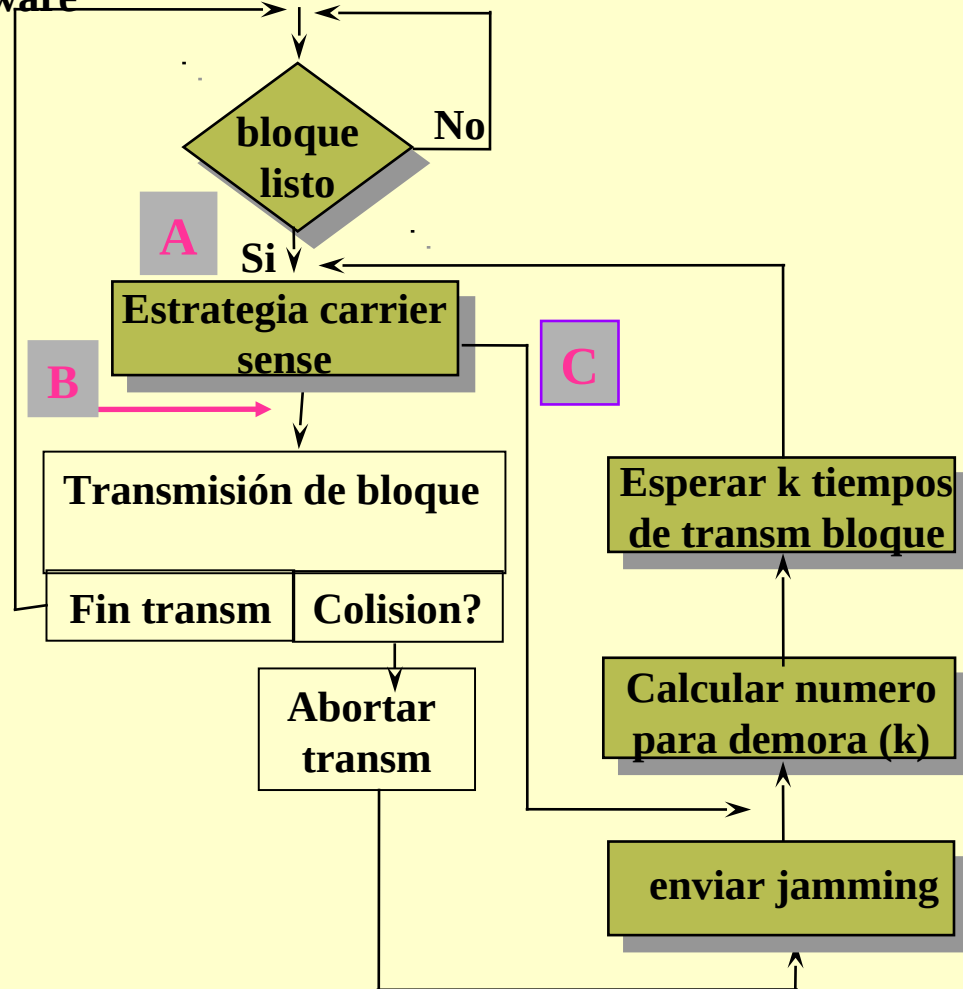 bloque
listo
No
A
Si
Estrategia carrier
sense
B
C
Transmisión de bloque
Esperar k tiempos
de transm bloque
Fin transm
Colision?
Calcular numero
para demora (k)
Abortar
transm
enviar jamming